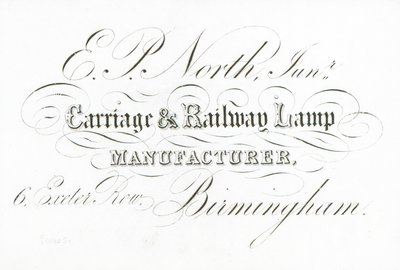 E. P. North, Junr.
Carriage & Railway Lamp
MANUFACTURER,
6, Exeter Row, Birmingham.